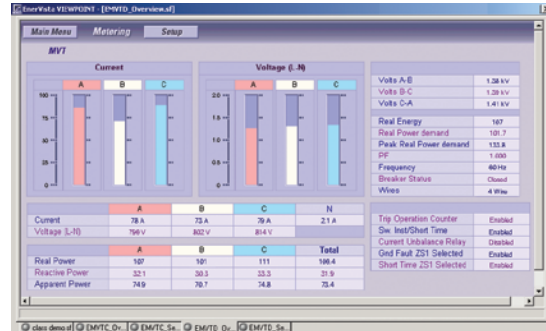 EnerVista VIEWPOINT - [EMVTD_Overview.sf]
Main Menu Metering Setup
MVT
Current Voltage (L-N)
A B C A B C
100 2.0
75 1.5
50 1.0
25 0.5
0 0
Volts A-B 1.38 kV
Volts B-C 1.39 kV
Volts C-A 1.41 kV
Real Energy 167
Real Power demand 101.7
Peak Real Power demand 133.8
PF 1.000
Frequency 60 Hz
Breaker Status Closed
Wires 4 Wire
A B C N
Current 78 A 73 A 79 A 2.1 A
Voltage (L-N) 796 V 802 V 814 V
A B C Total
Real Power 107 101 111 106.4
Reactive Power 32.1 30.3 33.3 31.9
Apparent Power 74.9 70.7 74.8 73.4
Trip Operation Counter Enabled
Sw. Inst/Short Time Enabled
Current Unbalance Relay Disabled
Gnd Fault ZS1 Selected Enabled
Short Time ZS1 Selected Enabled
class demo.sf EMVTC_Ov... EMVTC_Se... EMVTD_Ov... EMVTD_Se...